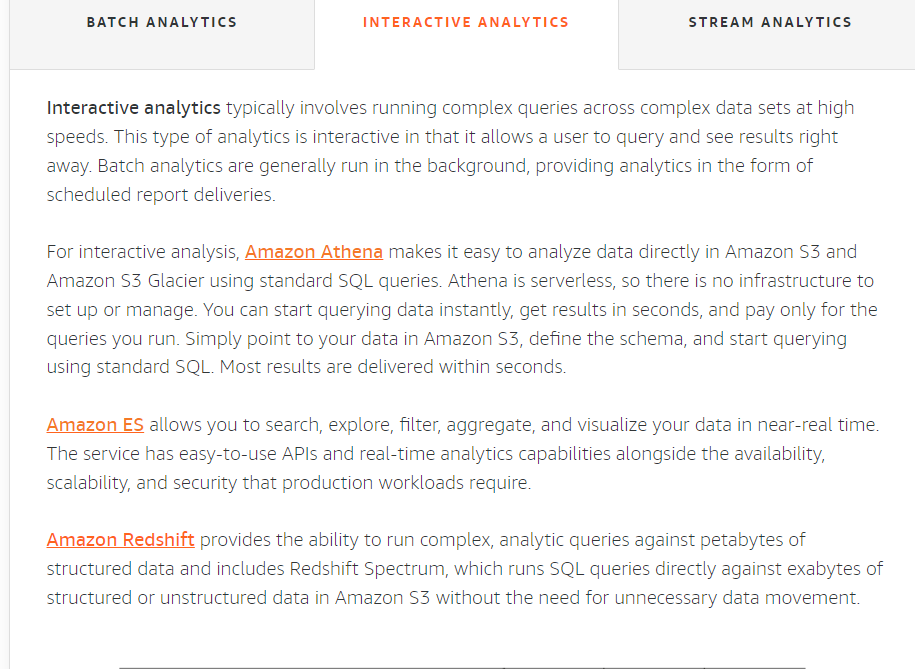 BATCH ANALYTICS
INTERACTIVE ANALYTICS
STREAM ANALYTICS
Interactive analytics typically involves running complex queries across complex data sets at high
speeds. This type of analytics is interactive in that it allows a user to query and see results right
away. Batch analytics are generally run in the background, providing analytics in the form of
scheduled report deliveries.
For interactive analysis, Amazon Athena makes it easy to analyze data directly in Amazon S3 and
Amazon S3 Glacier using standard SQL queries. Athena is serverless, so there is no infrastructure to
set up or manage. You can start querying data instantly, get results in seconds, and pay only for the
queries you run. Simply point to your data in Amazon S3, define the schema, and start querying
using standard SQL. Most results are delivered within seconds.
Amazon ES allows you to search, explore, filter, aggregate, and visualize your data in near-real time.
The service has easy-to-use APIs and real-time analytics capabilities alongside the availability,
scalability, and security that production workloads require.
Amazon Redshift provides the ability to run complex, analytic queries against petabytes of
structured data and includes Redshift Spectrum, which runs SQL queries directly against exabytes of
structured or unstructured data in Amazon S3 without the need for unnecessary data movement.